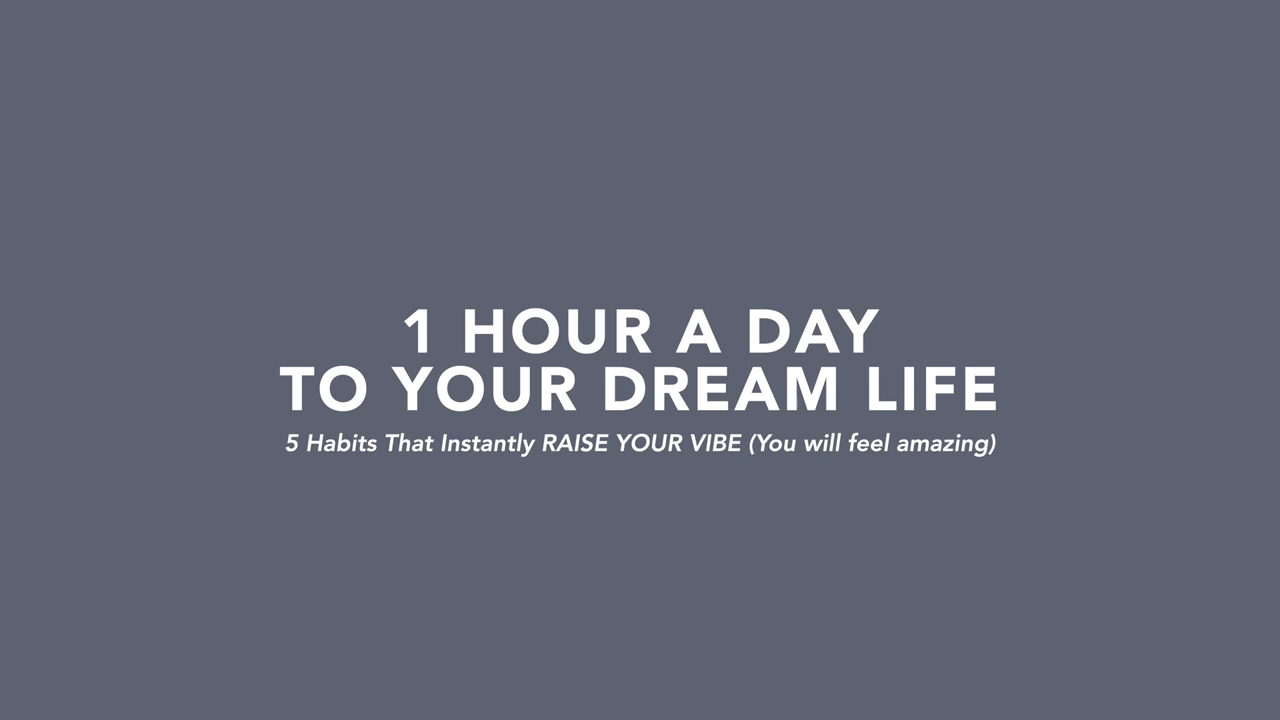 1 HOUR A DAY
TO YOUR DREAM LIFE
5 Habits That Instantly RAISE YOUR VIBE (You will feel amazing)